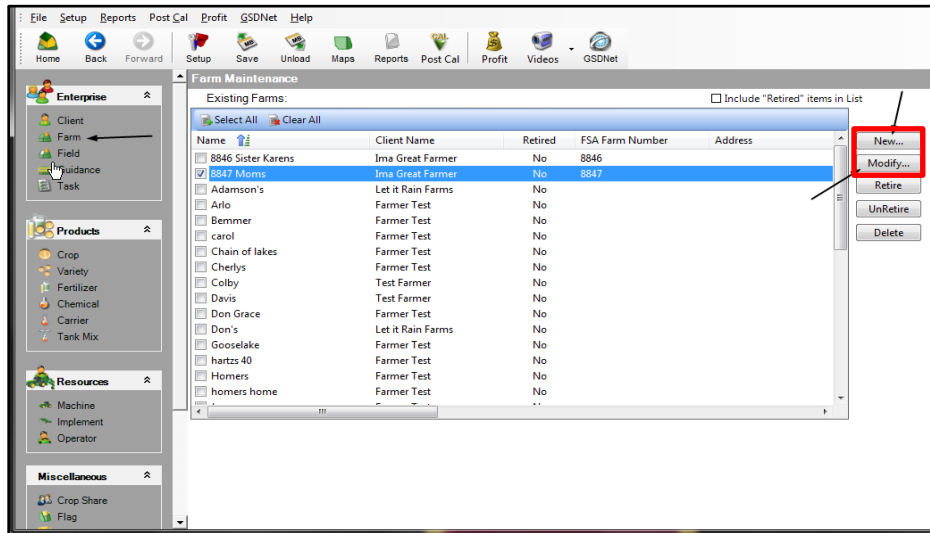 File Setup Reports Post Cal Profit GSDNet Help
Home Back Forward Setup Save Unload Maps Reports Post Cal Profit Videos GSDNet
Enterprise
Client
Farm
Field
Guidance
Task
Products
Crop
Variety
Fertilizer
Chemical
Carrier
Tank Mix
Resources
Machine
Implement
Operator
Miscellaneous
Crop Share
Flag
Farm Maintenance
Existing Farms: Include "Retired" items in List
Select All Clear All
Name Client Name Retired FSA Farm Number Address
8846 Sister Karens Ima Great Farmer No 8846
8847 Moms Ima Great Farmer No 8847
Adamson's Let it Rain Farms No
Arlo Farmer Test No
Bemmer Farmer Test No
carol Farmer Test No
Chain of lakes Farmer Test No
Cherlys Farmer Test No
Colby Test Farmer No
Davis Test Farmer No
Don Grace Farmer Test No
Don's Let it Rain Farms No
Gooselake Farmer Test No
hartzs 40 Farmer Test No
Homers Farmer Test No
homers home Farmer Test No
New...
Modify...
Retire
UnRetire
Delete